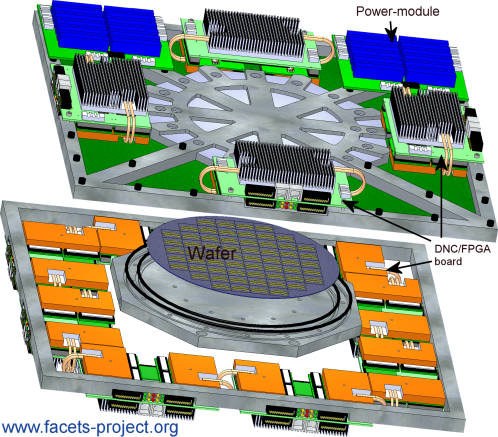 Power-module
DNC/FPGA
board
Wafer
www.facets-project.org